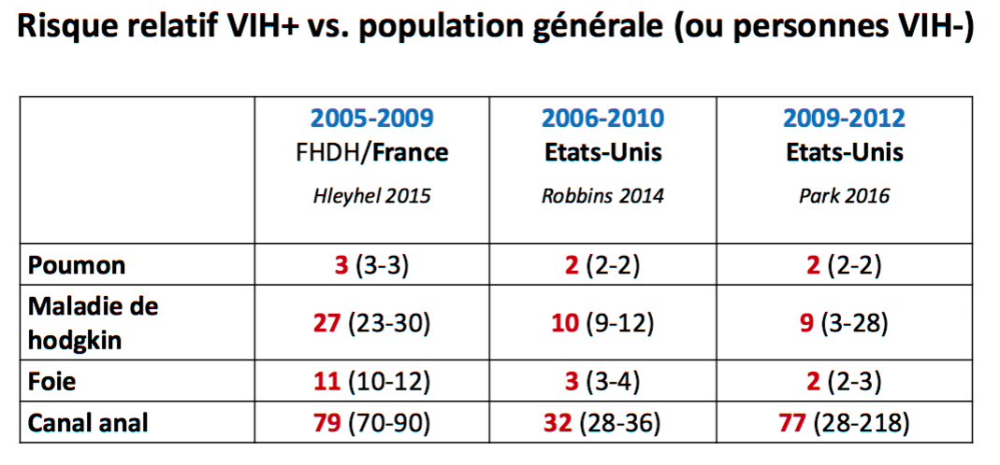 Risque relatif VIH+ vs. population générale (ou personnes VIH-)
2005-2009 2006-2010 2009-2012
FHDH/France Etats-Unis Etats-Unis
Hleyhel 2015 Robbins 2014 Park 2016
Poumon 3 (3-3) 2 (2-2) 2 (2-2)
Maladie de
hodgkin 27 (23-30) 10 (9-12) 9 (3-28)
Foie 11 (10-12) 3 (3-4) 2 (2-3)
Canal anal 79 (70-90) 32 (28-36) 77 (28-218)